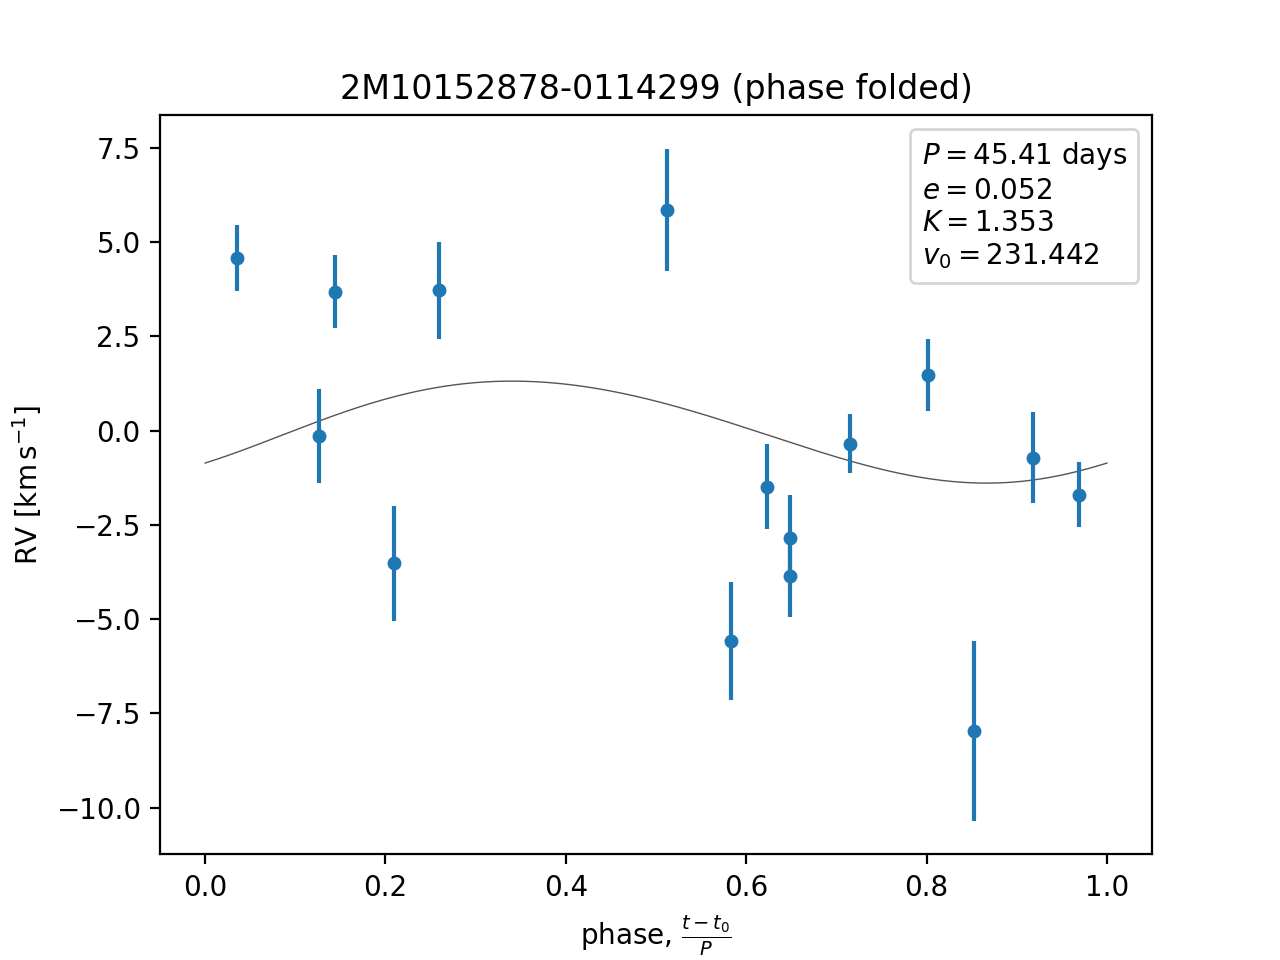 2M10152878-0114299 (phase folded)
P = 45.41 days
e = 0.052
K = 1.353
v₀ = 231.442
RV [km s⁻¹]
7.5
5.0
2.5
0.0
−2.5
−5.0
−7.5
−10.0
0.0 0.2 0.4 0.6 0.8 1.0
phase, (t − t₀)/P